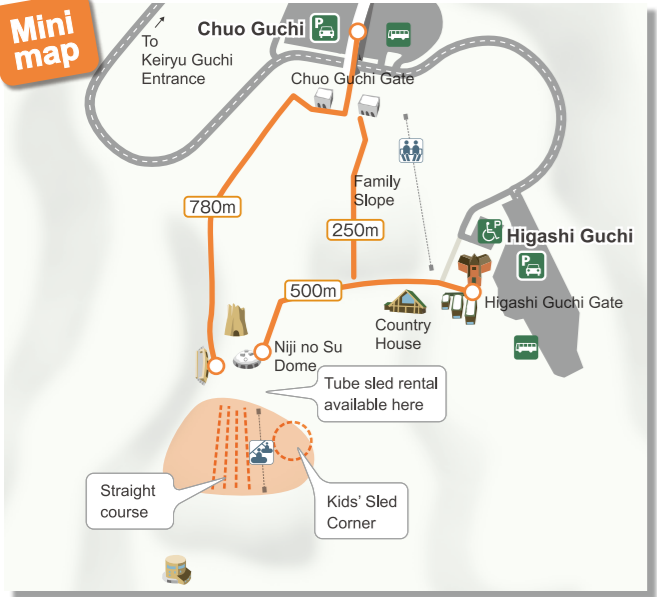 Mini
map
To
Keiryu Guchi
Entrance
Chuo Guchi
P
Chuo Guchi Gate
Family
Slope
780m
250m
P
Higashi Guchi
P
500m
Higashi Guchi Gate
Country
House
Niji no Su
Dome
Tube sled rental
available here
Straight
course
Kids' Sled
Corner